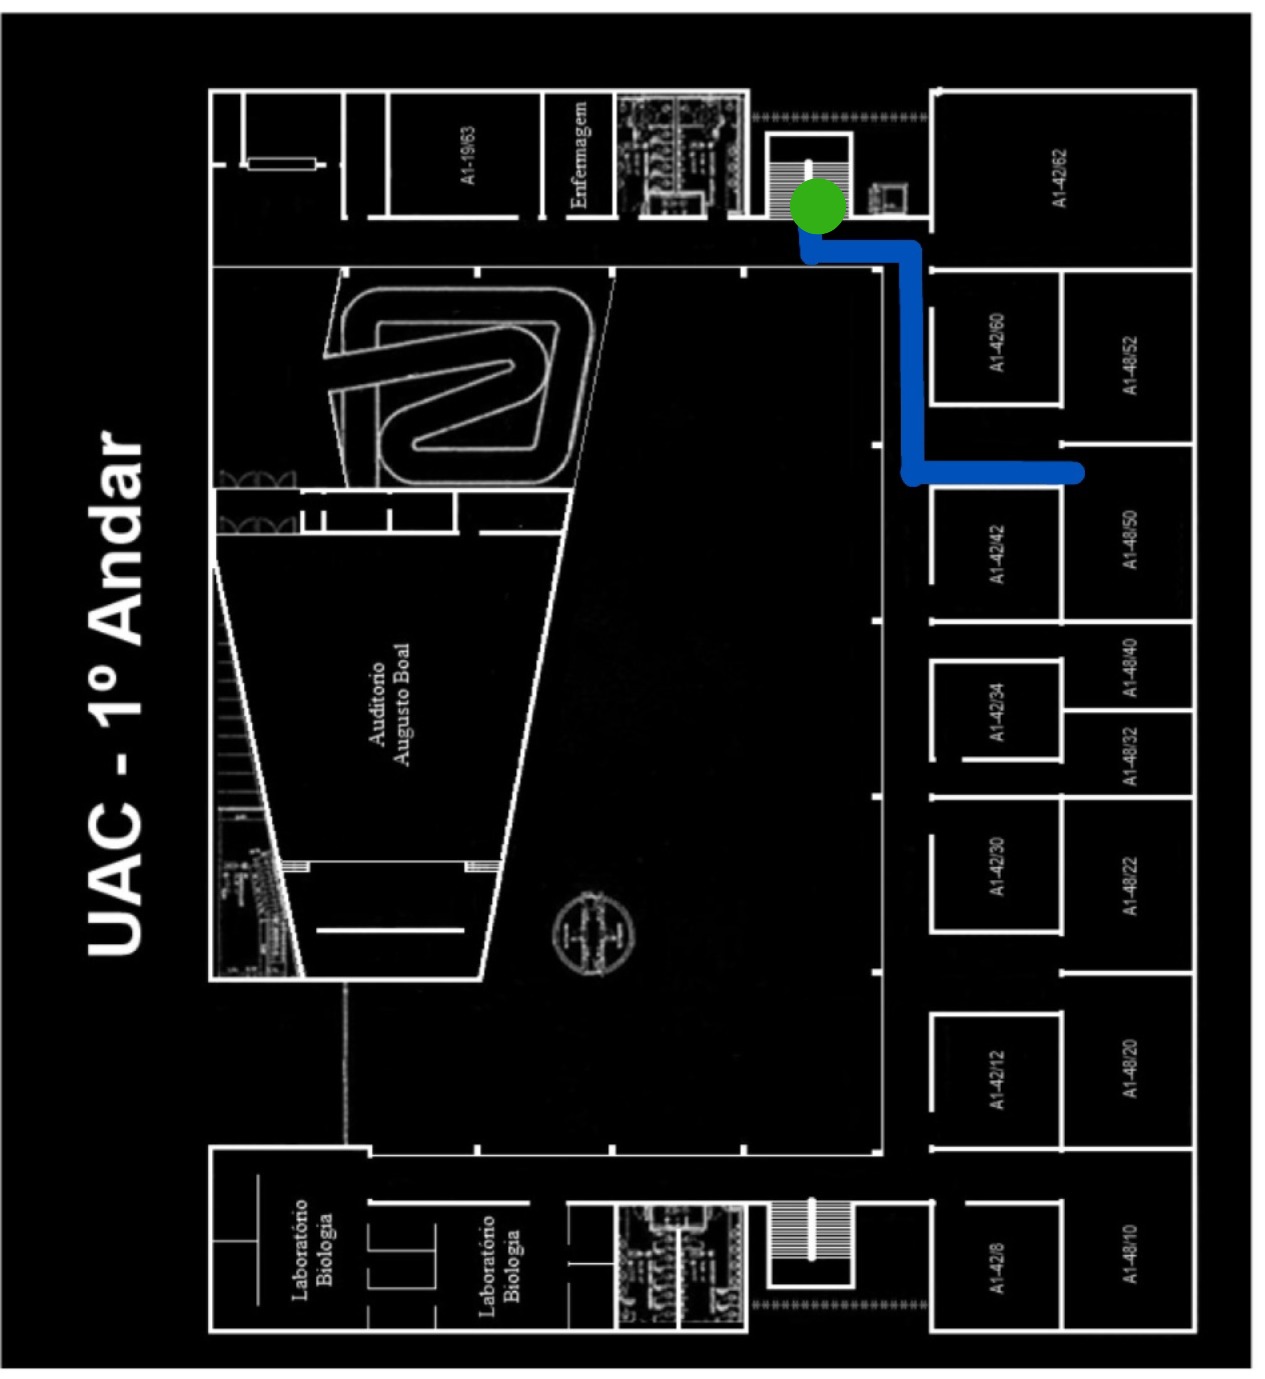 UAC - 1º Andar
Laboratório
Biologia
Laboratório
Biologia
A1-42/8
A1-48/10
A1-42/12
A1-48/20
A1-42/30
A1-48/22
A1-48/32
A1-42/34
A1-48/40
Auditorio
Augusto Boal
A1-42/42
A1-48/50
A1-42/60
A1-48/52
A1-42/62
Enfermagem
A1-19/63